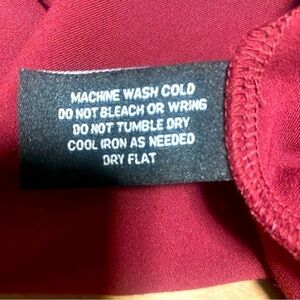 MACHINE WASH COLD
DO NOT BLEACH OR WRING
DO NOT TUMBLE DRY
COOL IRON AS NEEDED
DRY FLAT